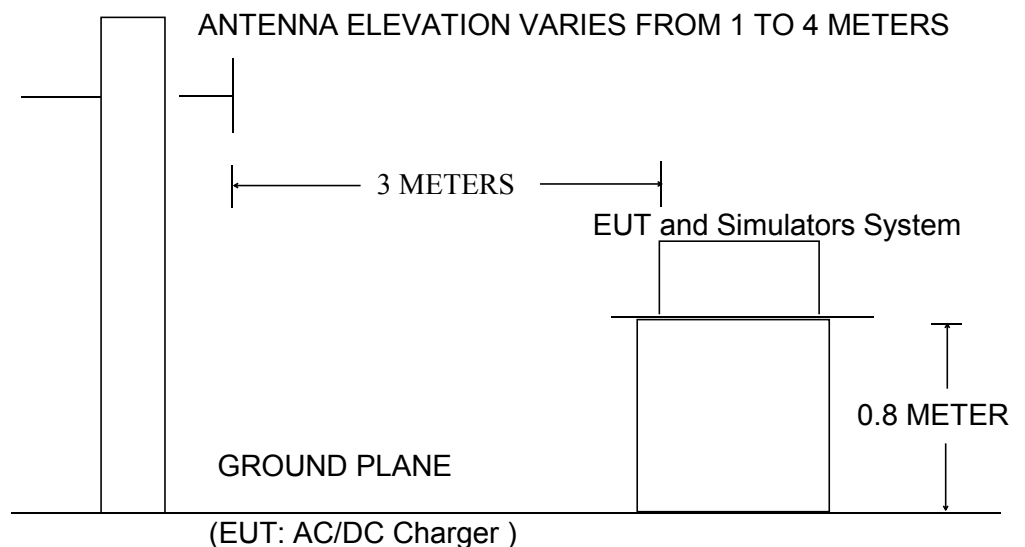 ANTENNA ELEVATION VARIES FROM 1 TO 4 METERS
3 METERS
EUT and Simulators System
0.8 METER
GROUND PLANE
(EUT: AC/DC Charger )